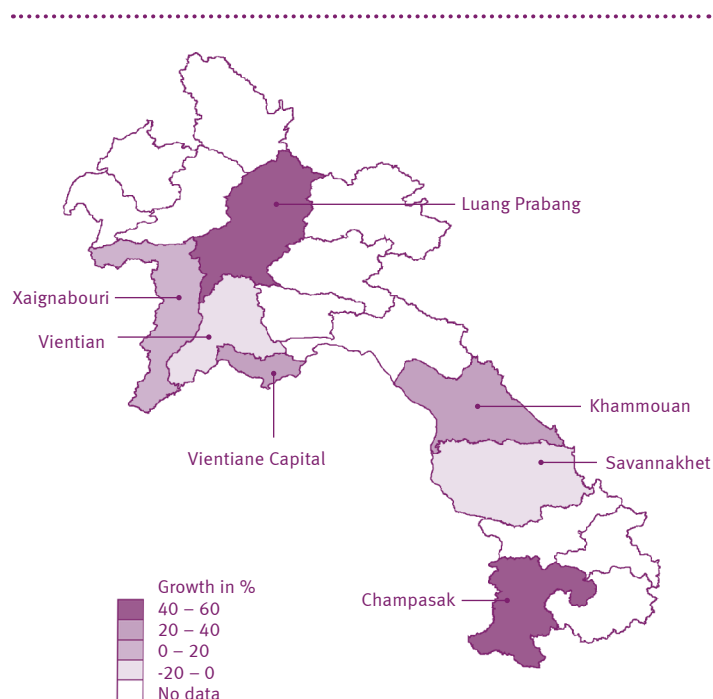 Luang Prabang
Xaignabouri
Vientian
Khammouan
Vientiane Capital
Savannakhet
Champasak
Growth in %
40 – 60
20 – 40
0 – 20
-20 – 0
No data